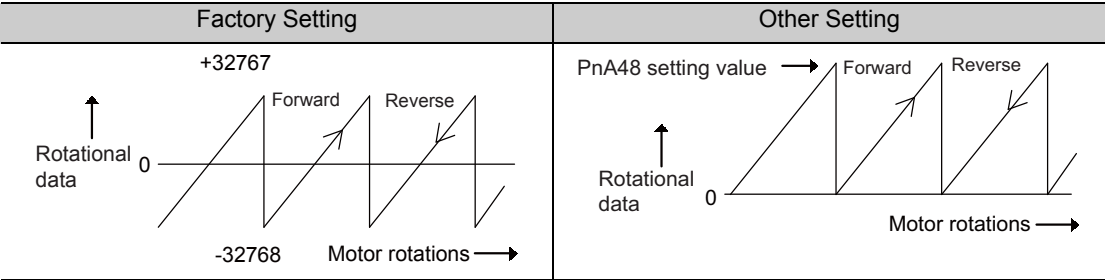 Factory Setting
Other Setting
+32767
Forward
Reverse
Rotational
data
0
-32768
Motor rotations
PnA48 setting value
Forward
Reverse
Rotational
data
0
Motor rotations